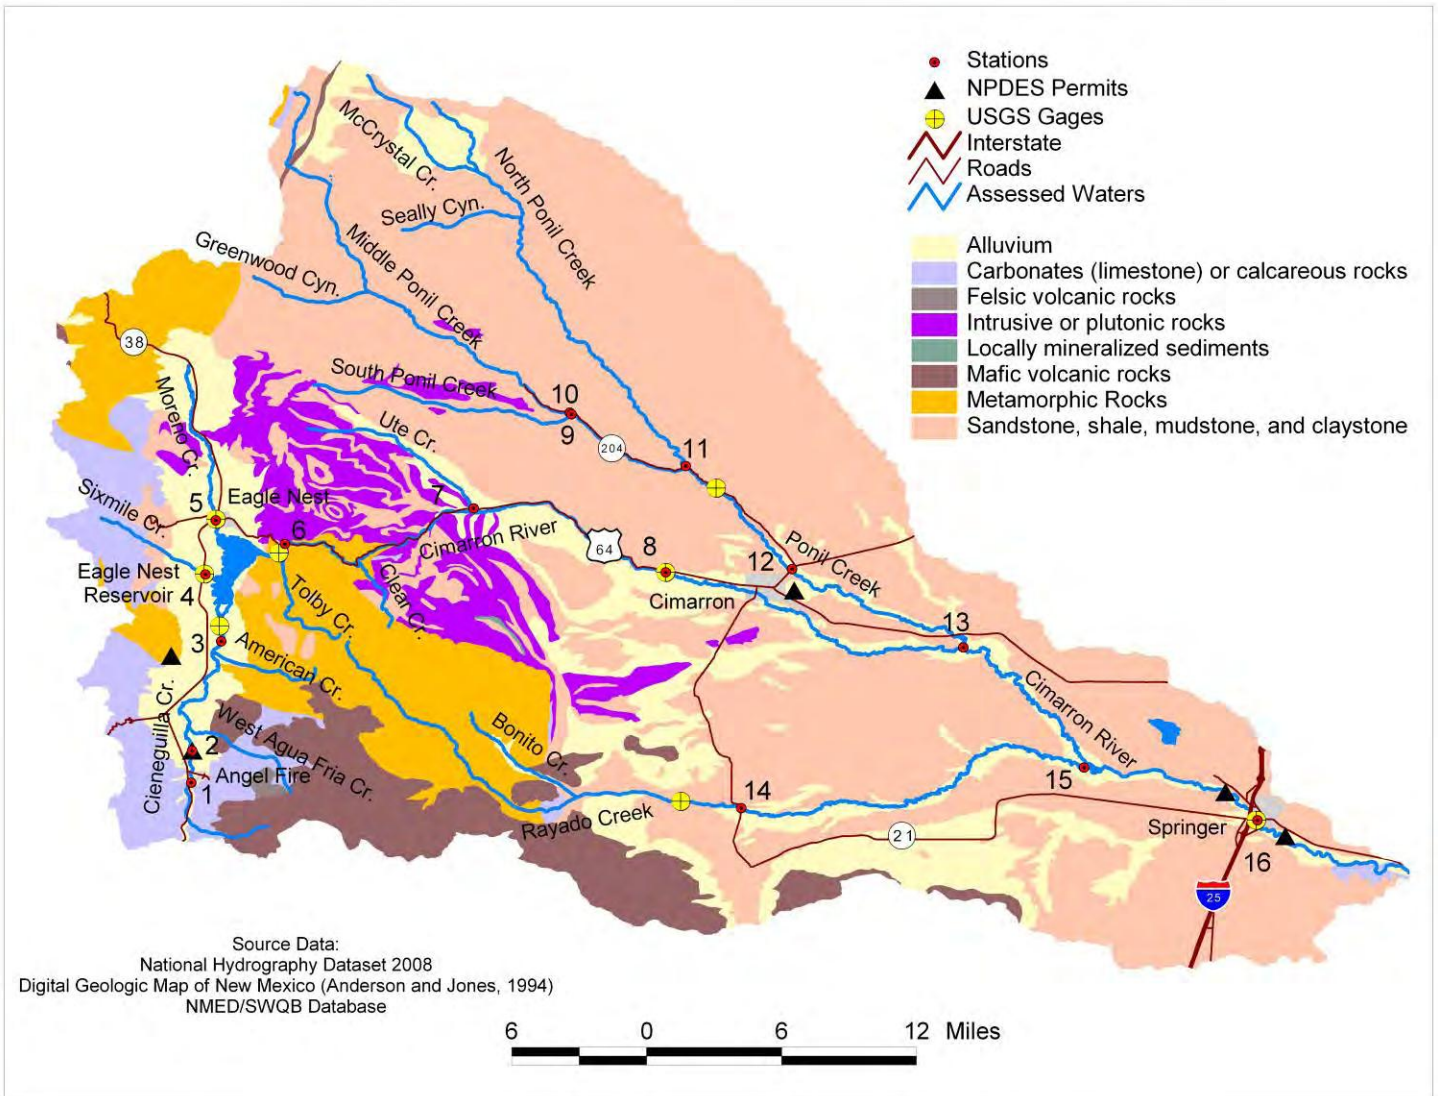 Stations
NPDES Permits
USGS Gages
Interstate
Roads
Assessed Waters
Alluvium
Carbonates (limestone) or calcareous rocks
Felsic volcanic rocks
Intrusive or plutonic rocks
Locally mineralized sediments
Mafic volcanic rocks
Metamorphic Rocks
Sandstone, shale, mudstone, and claystone
McCrystal Cr.
North Ponil Creek
Seally Cyn.
Middle Ponil Creek
Greenwood Cyn.
38
Moreno Cr.
South Ponil Creek
10
9
204
11
Ute Cr.
7
Sixmile Cr.
5
Eagle Nest
6
Cimarron River
64
8
12
Ponil Creek
Eagle Nest
Reservoir
4
Tolby Cr.
Clear Cr.
Cimarron
13
3
American Cr.
Cimarron River
Cieneguilla Cr.
West Agua Fria Cr.
2
Angel Fire
1
Bonito Cr.
Rayado Creek
14
15
21
Springer
16
25
Source Data:
National Hydrography Dataset 2008
Digital Geologic Map of New Mexico (Anderson and Jones, 1994)
NMED/SWQB Database
6 0 6 12 Miles